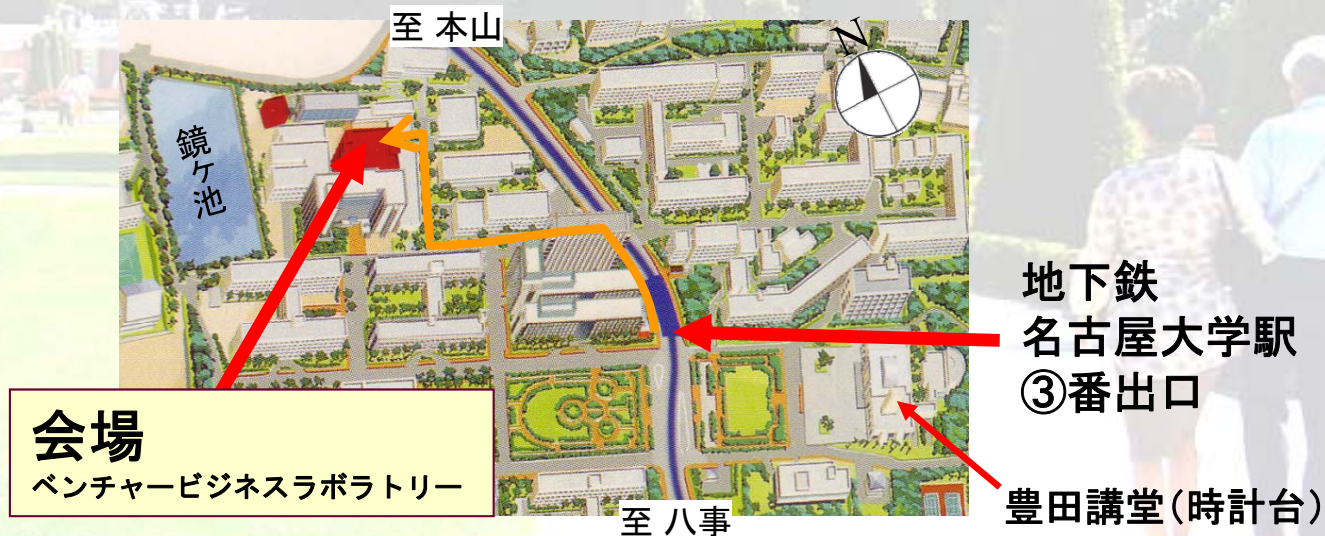 至 本山
N
鏡ヶ池
地下鉄
名古屋大学駅
③番出口
会場
ベンチャービジネスラボラトリー
豊田講堂(時計台)
至 八事